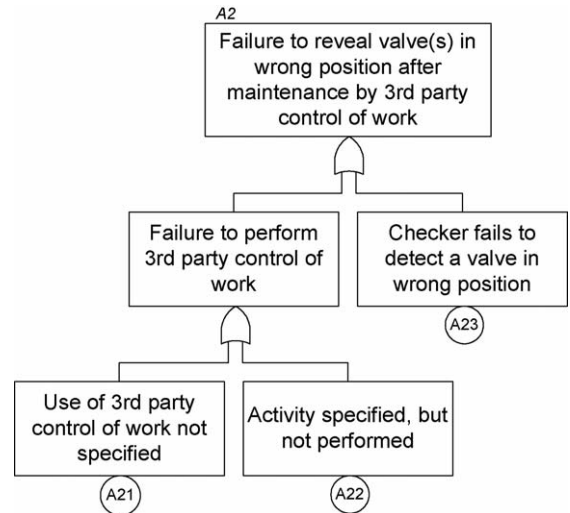 A2
Failure to reveal valve(s) in
wrong position after
maintenance by 3rd party
control of work
Failure to perform
3rd party control of
work
Checker fails to
detect a valve in
wrong position
A23
Use of 3rd party
control of work not
specified
Activity specified, but
not performed
A21
A22